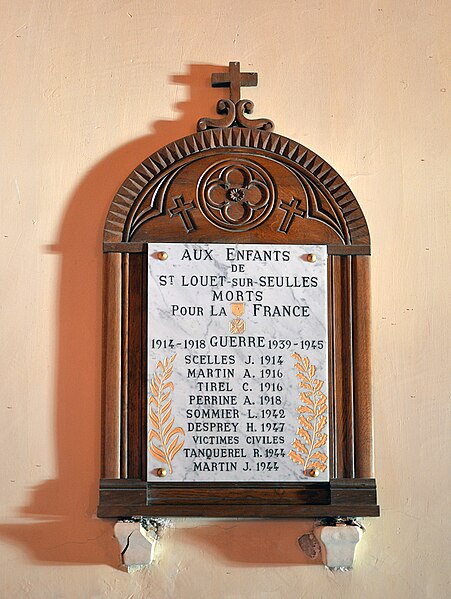 AUX ENFANTS
DE
ST LOUET-SUR-SEULLES
MORTS
POUR LA FRANCE
1914-1918 GUERRE 1939-1945
SCELLES J. 1914
MARTIN A. 1916
TIREL C. 1916
PERRINE A. 1918
SOMMIER L. 1942
DESPREY H. 1947
VICTIMES CIVILES
TANQUEREL R. 1944
MARTIN J. 1944